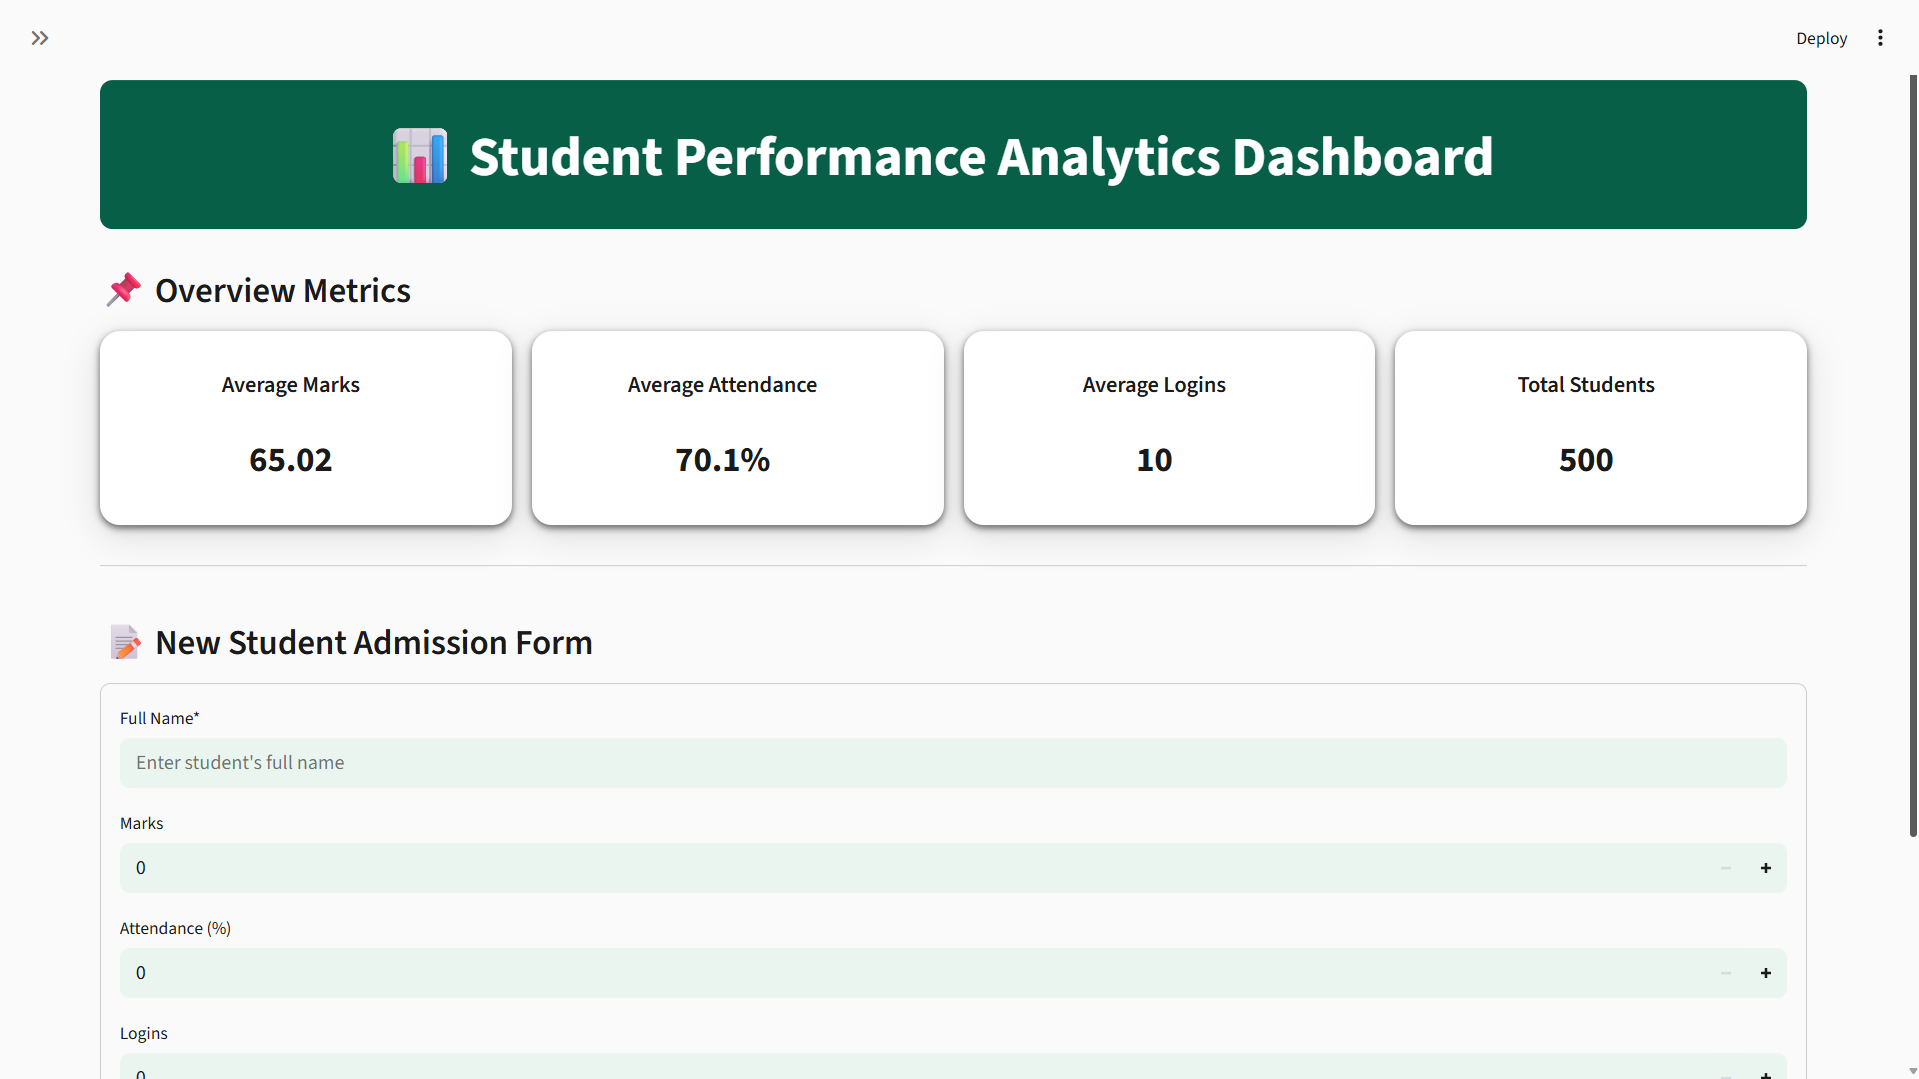 Deploy
Student Performance Analytics Dashboard
Overview Metrics
Average Marks
65.02
Average Attendance
70.1%
Average Logins
10
Total Students
500
New Student Admission Form
Full Name*
Enter student's full name
Marks
0
Attendance (%)
0
Logins
0